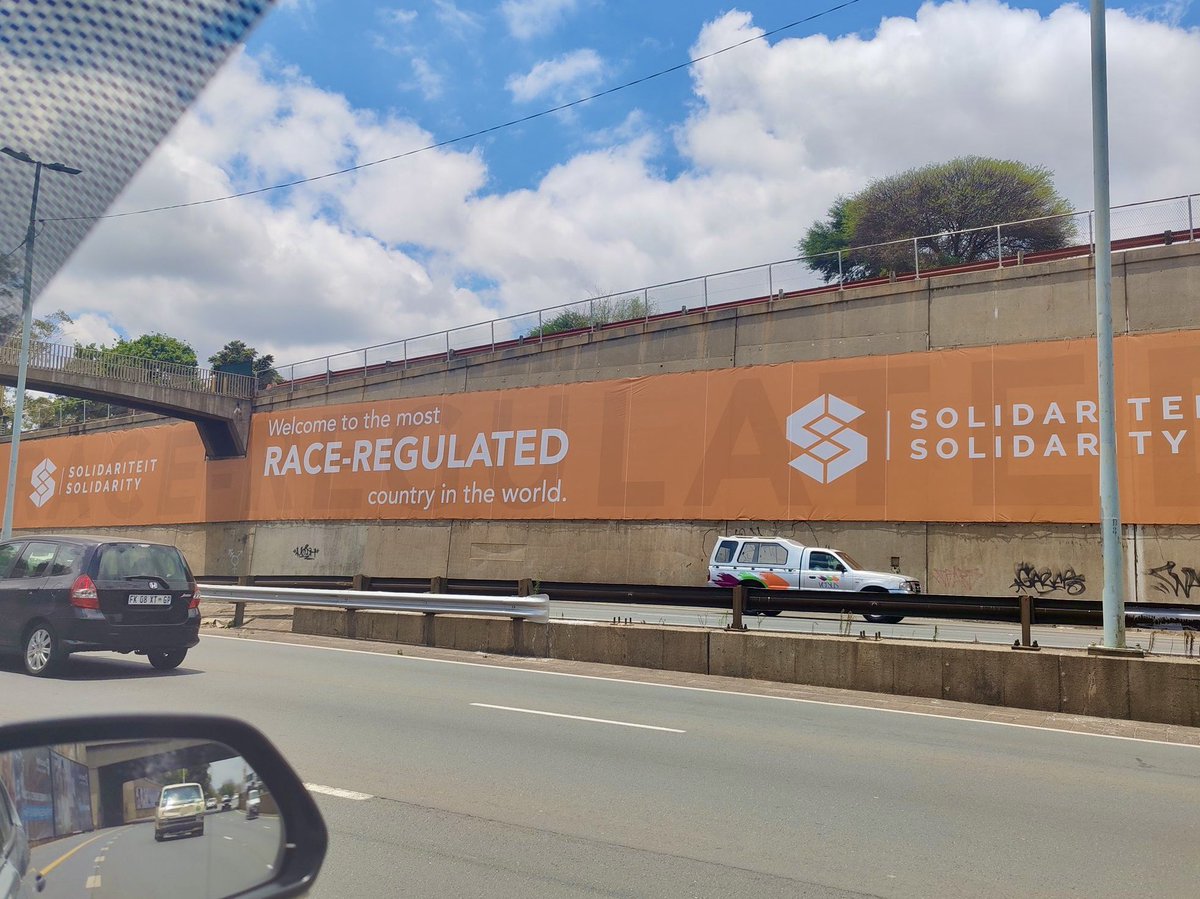 SOLIDARITEIT
SOLIDARITY
Welcome to the most
RACE-REGULATED
country in the world.
SOLIDARITEI
SOLIDARITY
FK 08 XT GP